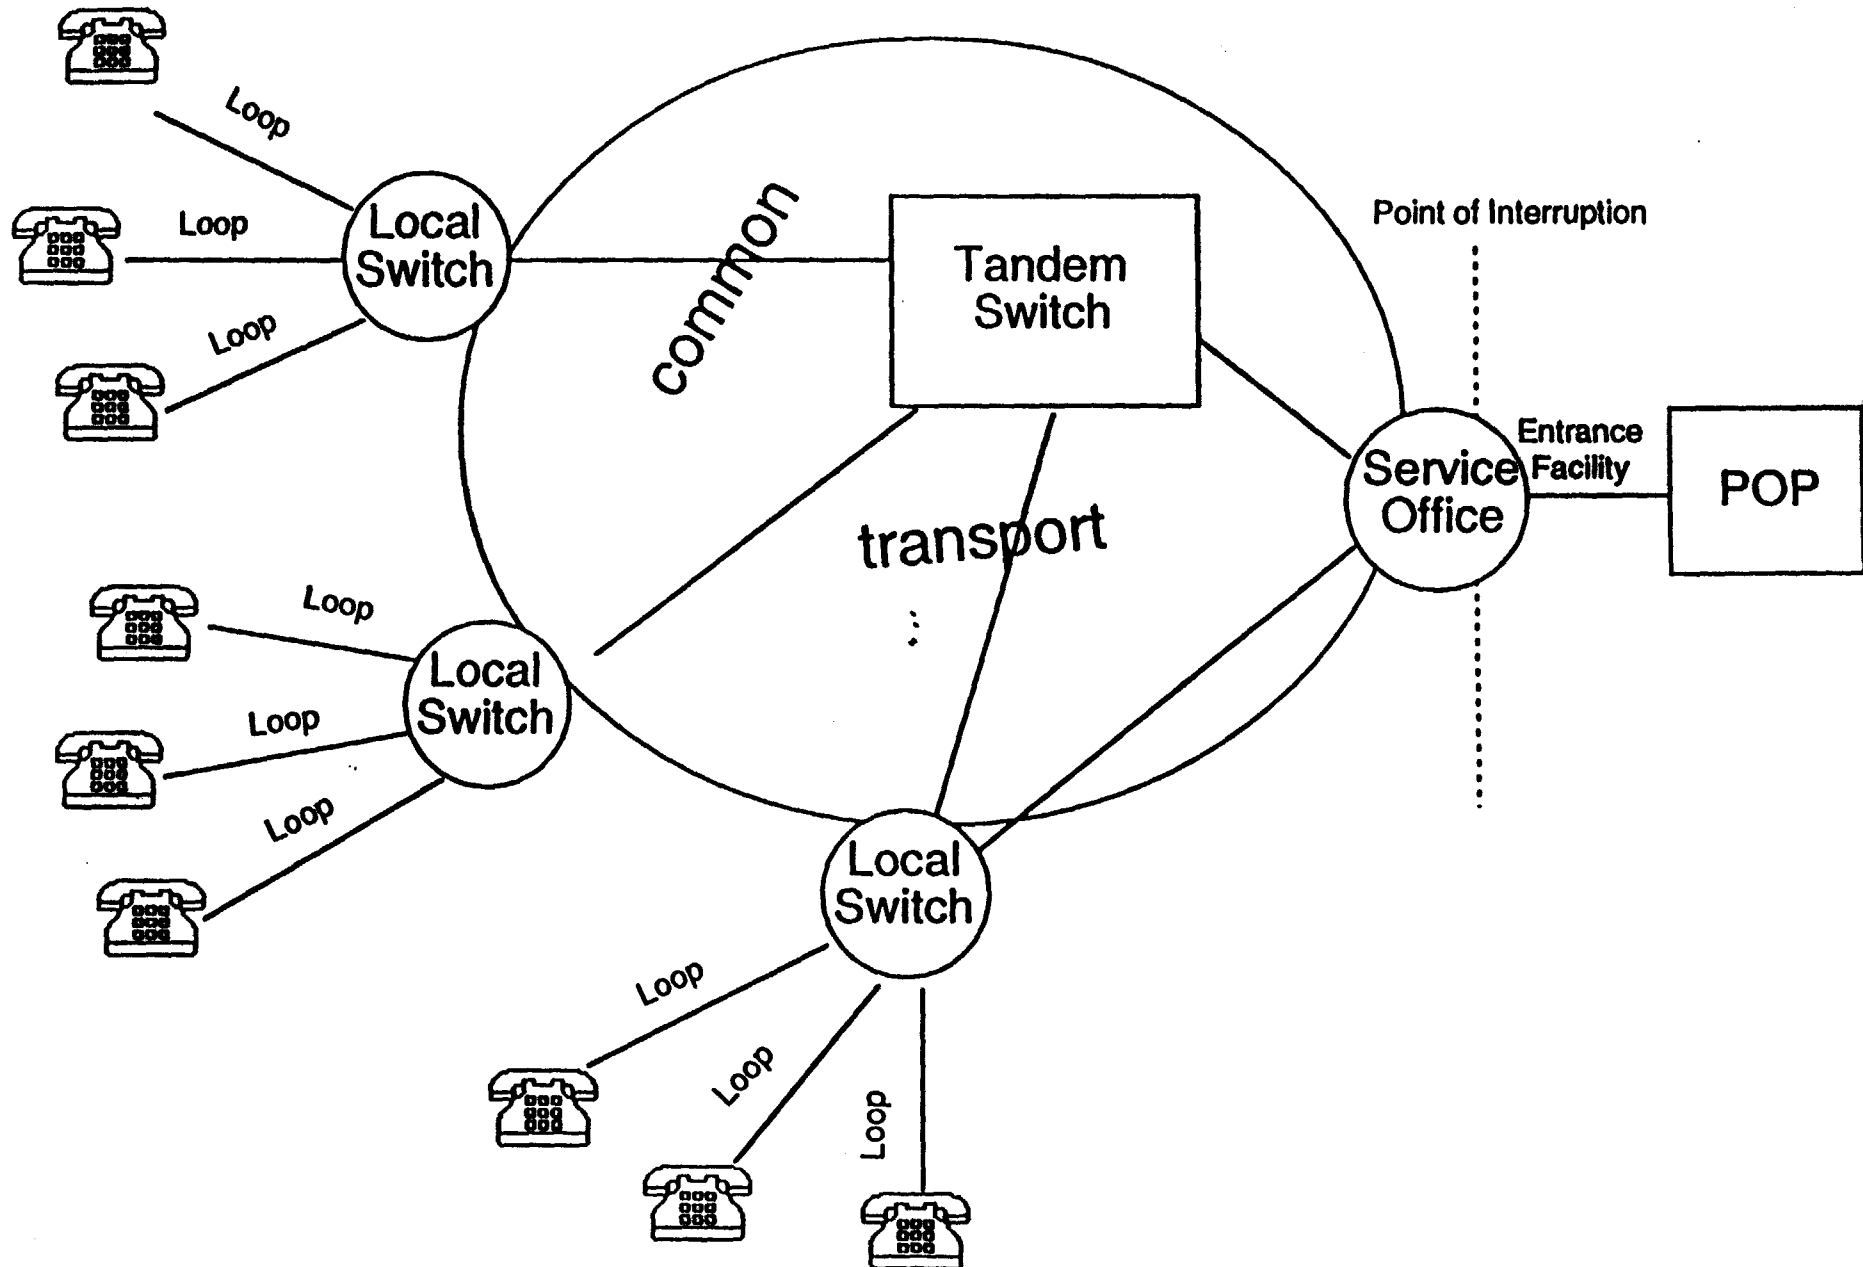 Loop
Loop
Loop
Local
Switch
common
Tandem
Switch
Point of Interruption
Entrance
Facility
Service
Office
POP
transport
Loop
Loop
Loop
Local
Switch
Local
Switch
Loop
Loop
Loop